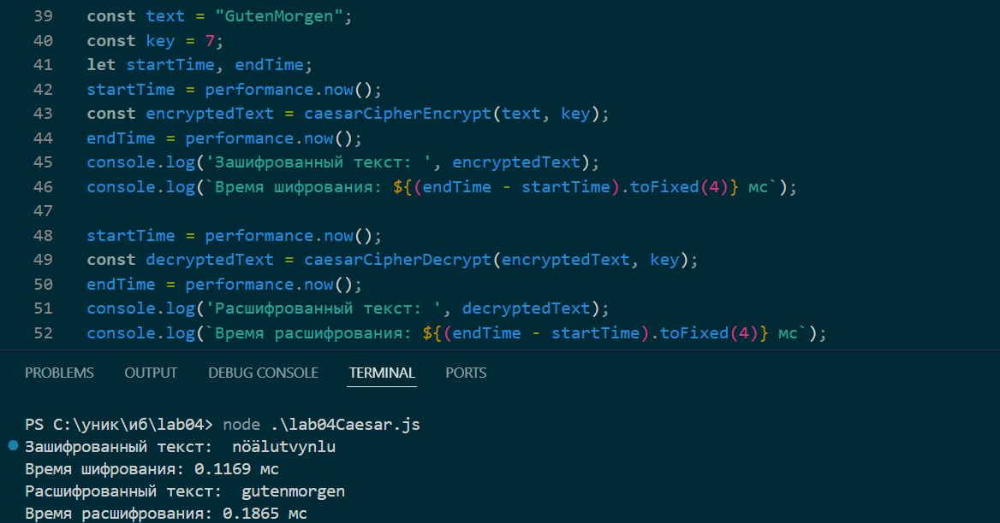 39 const text = "GutenMorgen";
40 const key = 7;
41 let startTime, endTime;
42 startTime = performance.now();
43 const encryptedText = caesarCipherEncrypt(text, key);
44 endTime = performance.now();
45 console.log('Зашифрованный текст: ', encryptedText);
46 console.log(`Время шифрования: ${(endTime - startTime).toFixed(4)} мс`);
47
48 startTime = performance.now();
49 const decryptedText = caesarCipherDecrypt(encryptedText, key);
50 endTime = performance.now();
51 console.log('Расшифрованный текст: ', decryptedText);
52 console.log(`Время расшифрования: ${(endTime - startTime).toFixed(4)} мс`);
PROBLEMS OUTPUT DEBUG CONSOLE TERMINAL PORTS
PS C:\уник\иб\lab04> node .\lab04Caesar.js
Зашифрованный текст:  nöälutvynlu
Время шифрования: 0.1169 мс
Расшифрованный текст:  gutenmorgen
Время расшифрования: 0.1865 мс